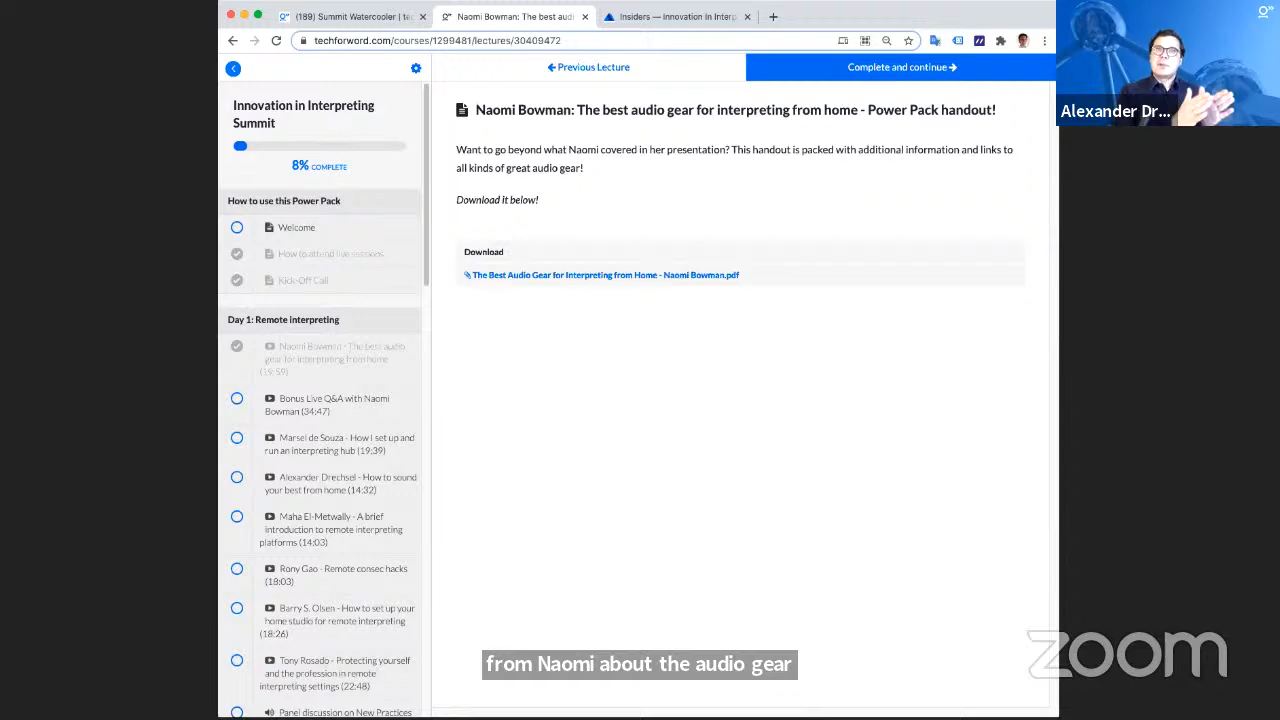 (189) Summit Watercooler | tec
Naomi Bowman: The best audi
Insiders — Innovation In Interp
techforword.com/courses/1299481/lectures/30409472
Previous Lecture
Complete and continue
Innovation in Interpreting
Summit
8% COMPLETE
How to use this Power Pack
Welcome
How to attend live sessions
Kick-Off Call
Day 1: Remote interpreting
Naomi Bowman - The best audio
gear for interpreting from home
(19:59)
Bonus Live Q&A with Naomi
Bowman (34:47)
Marsel de Souza - How I set up and
run an interpreting hub (19:39)
Alexander Drechsel - How to sound
your best from home (14:32)
Maha El-Metwally - A brief
introduction to remote interpreting
platforms (14:03)
Rony Gao - Remote consec hacks
(18:03)
Barry S. Olsen - How to set up your
home studio for remote interpreting
(18:26)
Tony Rosado - Protecting yourself
and the profession in remote
interpreting settings (22:48)
Panel discussion on New Practices
Naomi Bowman: The best audio gear for interpreting from home - Power Pack handout!
Want to go beyond what Naomi covered in her presentation? This handout is packed with additional information and links to
all kinds of great audio gear!
Download it below!
Download
The Best Audio Gear for Interpreting from Home - Naomi Bowman.pdf
Alexander Dr...
from Naomi about the audio gear
zoom